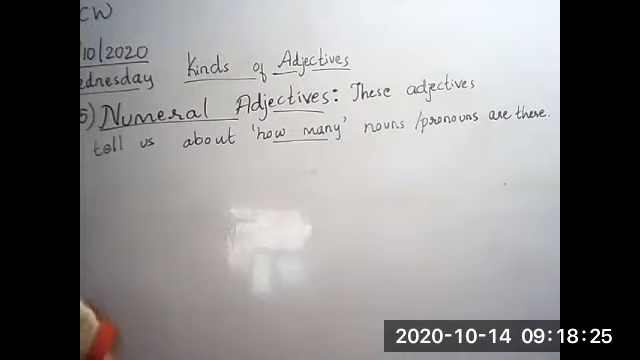 CW
/10/2020
ednesday Kinds of Adjectives
5) Numeral Adjectives: These adjectives
tell us about 'how many' nouns /pronouns are there.
2020-10-14 09:18:25